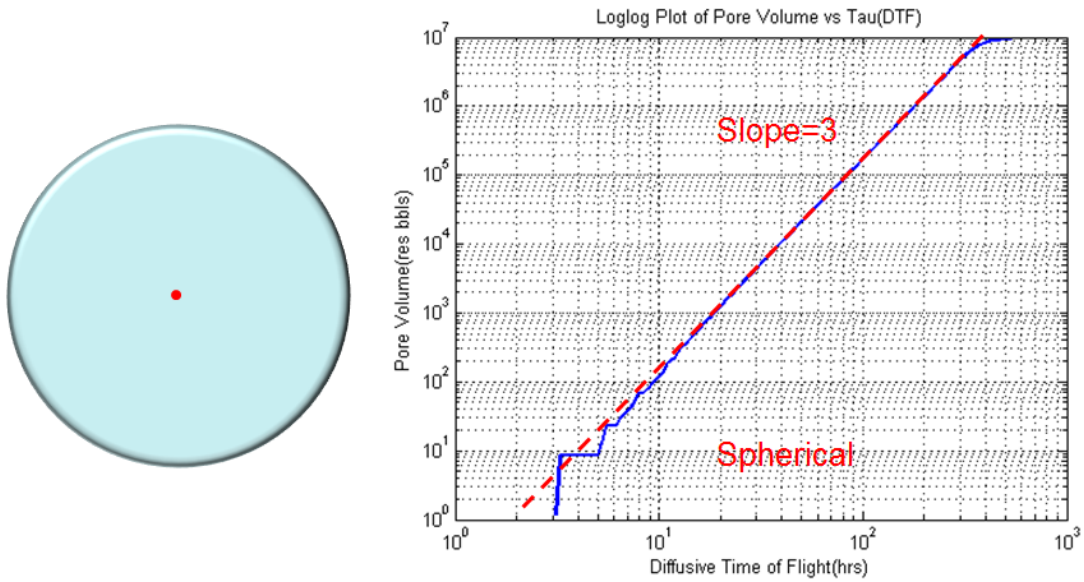 Loglog Plot of Pore Volume vs Tau(DTF)
10^7
10^6
10^5
10^4
10^3
10^2
10^1
10^0
Pore Volume(res bbls)
Slope=3
Spherical
10^0 10^1 10^2 10^3
Diffusive Time of Flight(hrs)